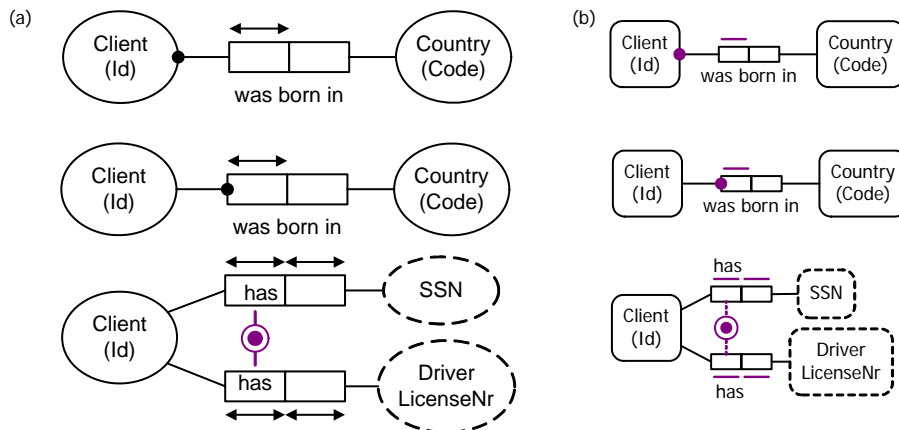 (a)
Client
(Id)
Country
(Code)
was born in
Client
(Id)
Country
(Code)
was born in
Client
(Id)
has
SSN
has
Driver
LicenseNr
(b)
Client
(Id)
Country
(Code)
was born in
Client
(Id)
Country
(Code)
was born in
Client
(Id)
has
SSN
Driver
LicenseNr
has